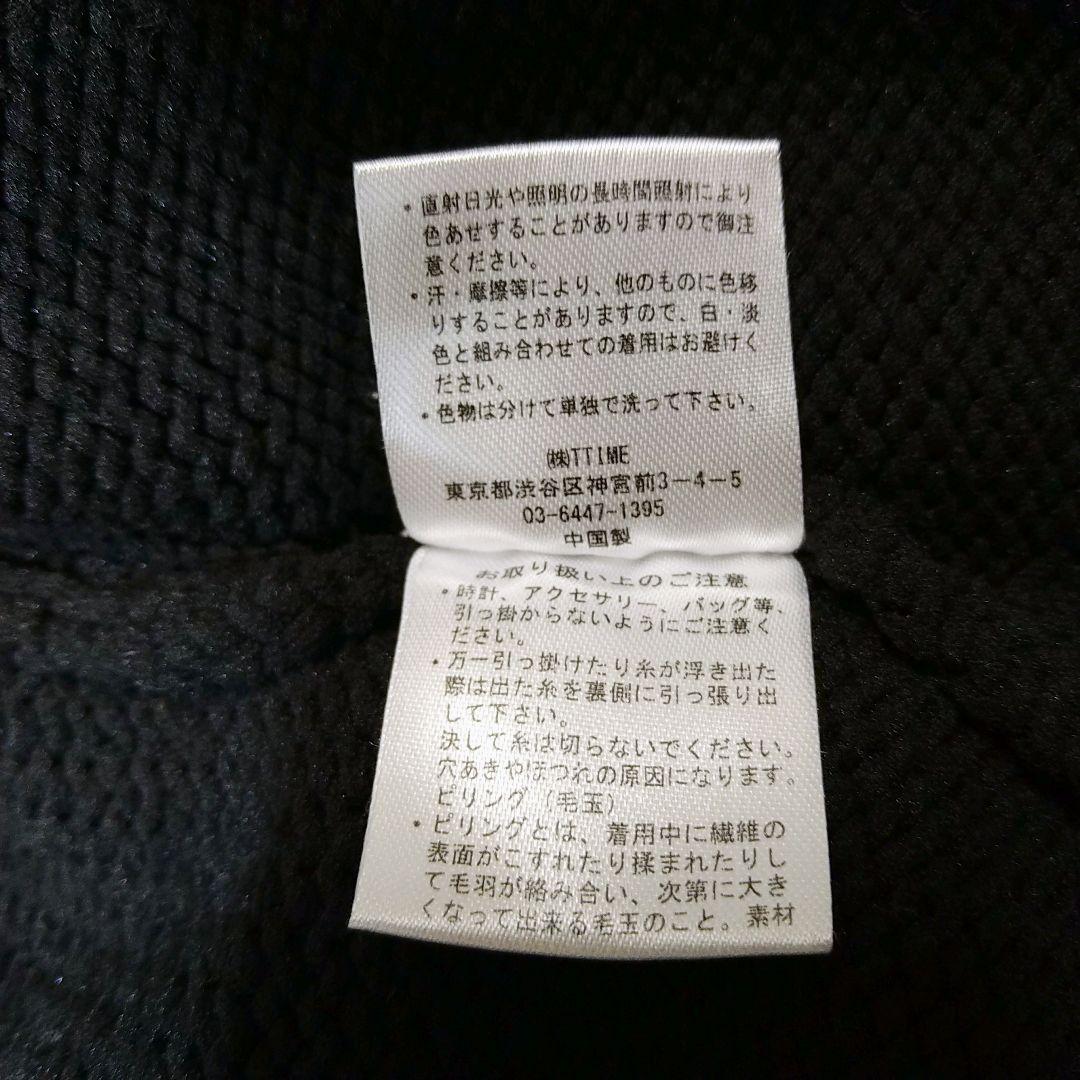 ・直射日光や照明の長時間照射により
色あせすることがありますので御注
意ください。
・汗・摩擦等により、他のものに色移
りすることがありますので、白・淡
色と組み合わせての着用はお避けく
ださい。
・色物は分けて単独で洗って下さい。
㈱TTIME
東京都渋谷区神宮前3-4-5
03-6447-1395
中国製
お取り扱い上のご注意
・時計、アクセサリー、バッグ等、
引っ掛からないようにご注意く
ださい。
・万一引っ掛けたり糸が浮き出た
際は出た糸を裏側に引っ張り出
して下さい。
決して糸は切らないでください。
穴あきやほつれの原因になります。
ピリング（毛玉）
・ピリングとは、着用中に繊維の
表面がこすれたり揉まれたりし
て毛羽が絡み合い、次第に大き
くなって出来る毛玉のこと。素材